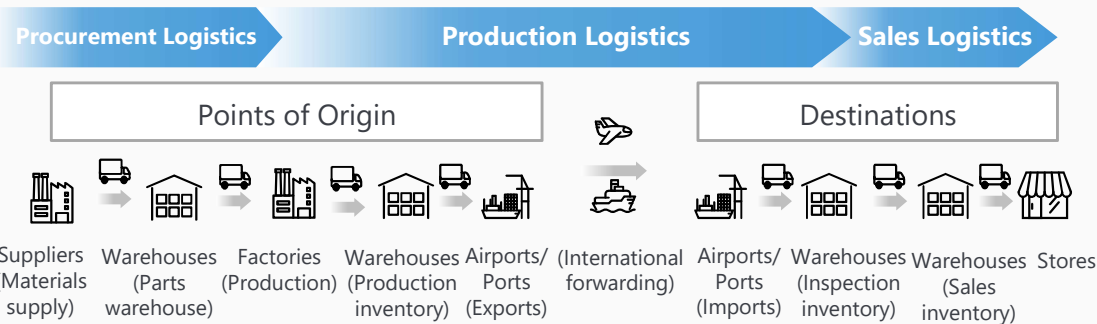 Procurement Logistics
Production Logistics
Sales Logistics
Points of Origin
Destinations
Suppliers
(Materials
supply)
Warehouses
(Parts
warehouse)
Factories
(Production)
Warehouses
(Production
inventory)
Airports/
Ports
(Exports)
(International
forwarding)
Airports/
Ports
(Imports)
Warehouses
(Inspection
inventory)
Warehouses
(Sales
inventory)
Stores